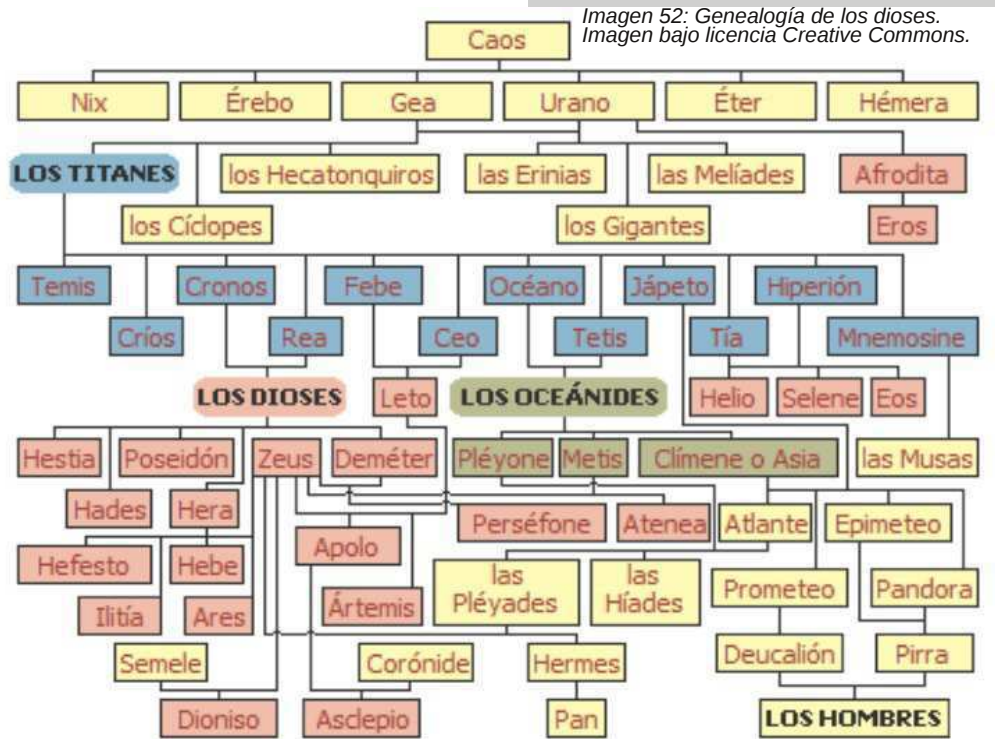 Imagen 52: Genealogía de los dioses.
Imagen bajo licencia Creative Commons.
Caos
Nix
Érebo
Gea
Urano
Éter
Hémera
LOS TITANES
los Hecatonquiros
las Erinias
las Melíades
Afrodita
los Cíclopes
los Gigantes
Eros
Temis
Cronos
Febe
Océano
Jápeto
Hiperión
Críos
Rea
Ceo
Tetis
Tía
Mnemosine
LOS DIOSES
Leto
LOS OCEÁNIDES
Helio
Selene
Eos
Hestia
Poseidón
Zeus
Deméter
Pléyone
Metis
Clímene o Asia
las Musas
Hades
Hera
Perséfone
Atenea
Atlante
Epimeteo
Hefesto
Hebe
Apolo
las
Pléyades
las
Híades
Prometeo
Pandora
Ilitía
Ares
Ártemis
Semele
Corónide
Hermes
Deucalión
Pirra
Dioniso
Asclepio
Pan
LOS HOMBRES